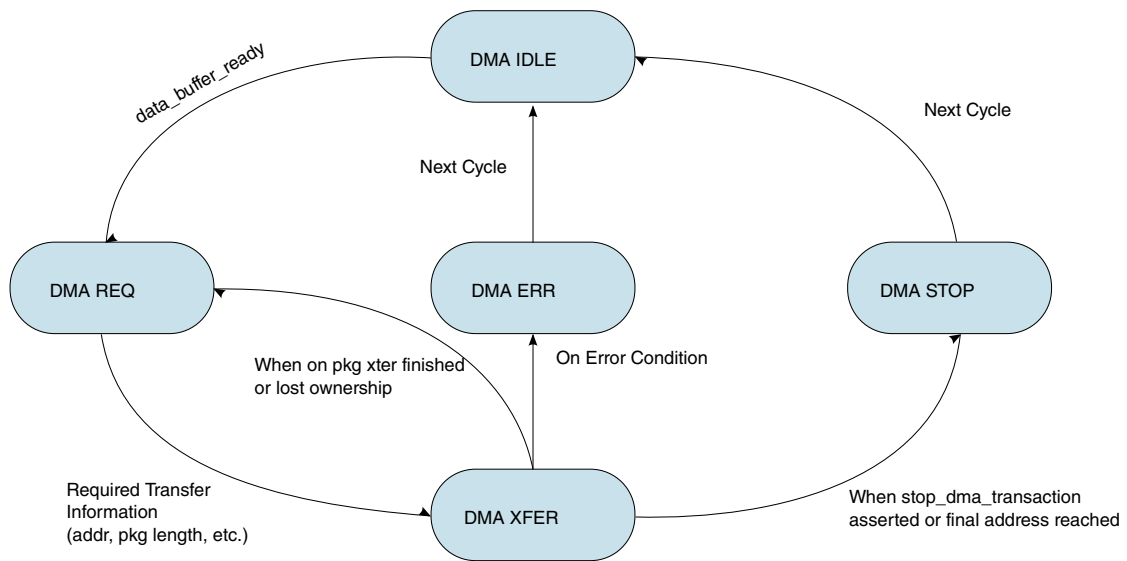 DMA IDLE
data_buffer_ready
Next Cycle
Next Cycle
DMA REQ
DMA ERR
DMA STOP
When on pkg xter finished
or lost ownership
On Error Condition
Required Transfer
Information
(addr, pkg length, etc.)
DMA XFER
When stop_dma_transaction
asserted or final address reached